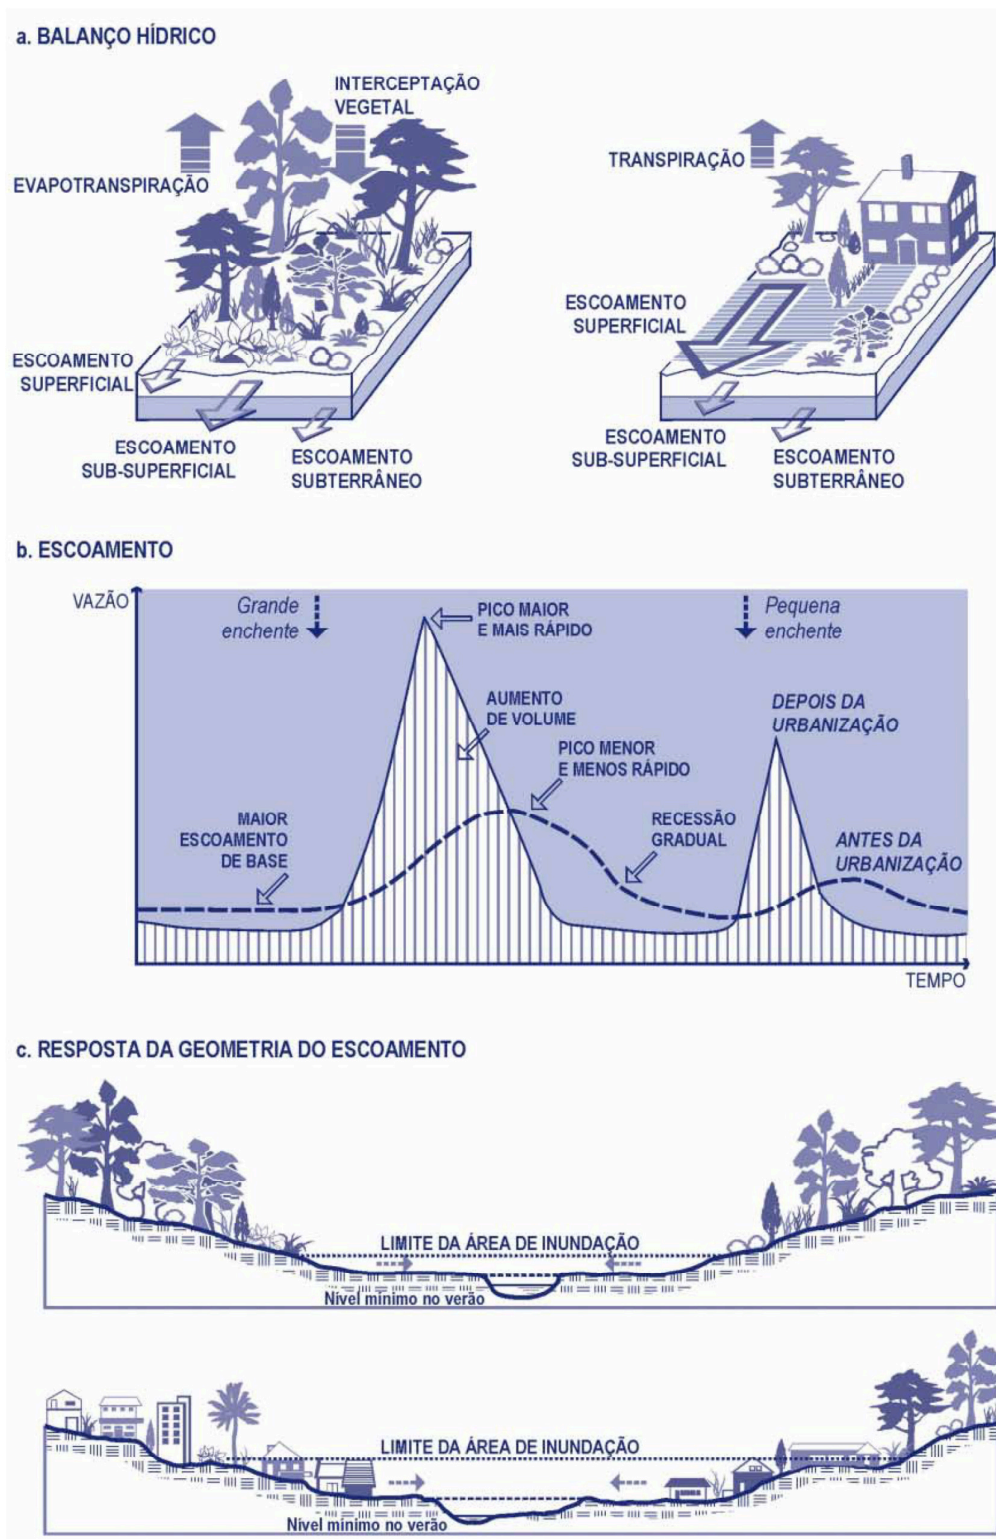 a. BALANÇO HÍDRICO
INTERCEPTAÇÃO
VEGETAL
EVAPOTRANSPIRAÇÃO
ESCOAMENTO
SUPERFICIAL
ESCOAMENTO
SUB-SUPERFICIAL
ESCOAMENTO
SUBTERRÂNEO
TRANSPIRAÇÃO
ESCOAMENTO
SUPERFICIAL
ESCOAMENTO
SUB-SUPERFICIAL
ESCOAMENTO
SUBTERRÂNEO
b. ESCOAMENTO
VAZÃO
Grande
enchente
PICO MAIOR
E MAIS RÁPIDO
Pequena
enchente
AUMENTO
DE VOLUME
DEPOIS DA
URBANIZAÇÃO
PICO MENOR
E MENOS RÁPIDO
MAIOR
ESCOAMENTO
DE BASE
RECESSÃO
GRADUAL
ANTES DA
URBANIZAÇÃO
TEMPO
c. RESPOSTA DA GEOMETRIA DO ESCOAMENTO
LIMITE DA ÁREA DE INUNDAÇÃO
Nível mínimo no verão
LIMITE DA ÁREA DE INUNDAÇÃO
Nível mínimo no verão